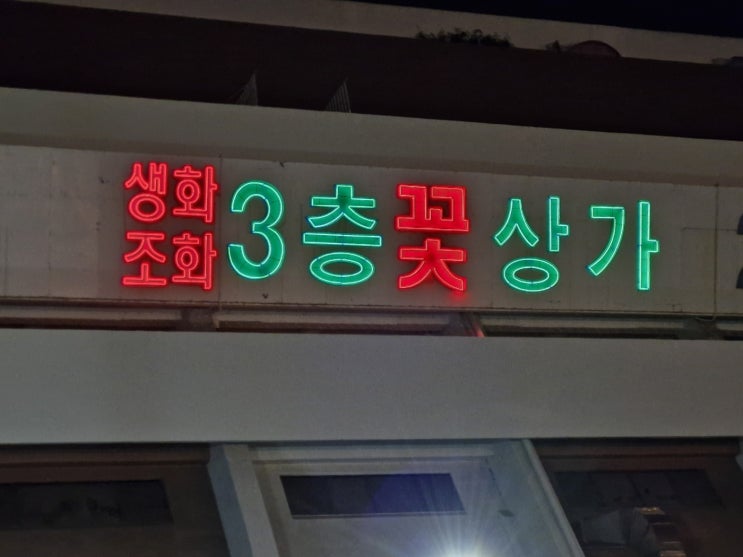 생화
조화
3층 꽃 상가